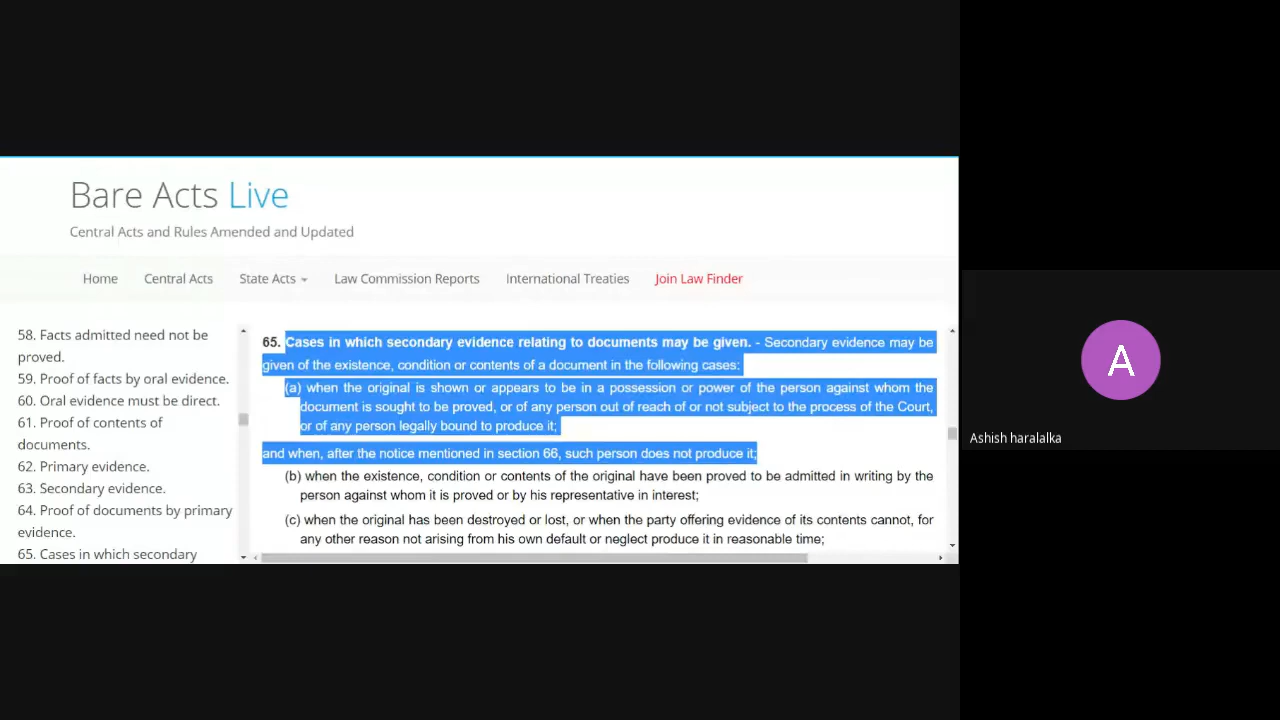 Bare Acts Live
Central Acts and Rules Amended and Updated
Home Central Acts State Acts Law Commission Reports International Treaties Join Law Finder
58. Facts admitted need not be
proved.
59. Proof of facts by oral evidence.
60. Oral evidence must be direct.
61. Proof of contents of
documents.
62. Primary evidence.
63. Secondary evidence.
64. Proof of documents by primary
evidence.
65. Cases in which secondary
65. Cases in which secondary evidence relating to documents may be given. - Secondary evidence may be
given of the existence, condition or contents of a document in the following cases:
(a) when the original is shown or appears to be in a possession or power of the person against whom the
document is sought to be proved, or of any person out of reach of or not subject to the process of the Court,
or of any person legally bound to produce it;
and when, after the notice mentioned in section 66, such person does not produce it;
(b) when the existence, condition or contents of the original have been proved to be admitted in writing by the
person against whom it is proved or by his representative in interest;
(c) when the original has been destroyed or lost, or when the party offering evidence of its contents cannot, for
any other reason not arising from his own default or neglect produce it in reasonable time;
A
Ashish haralalka